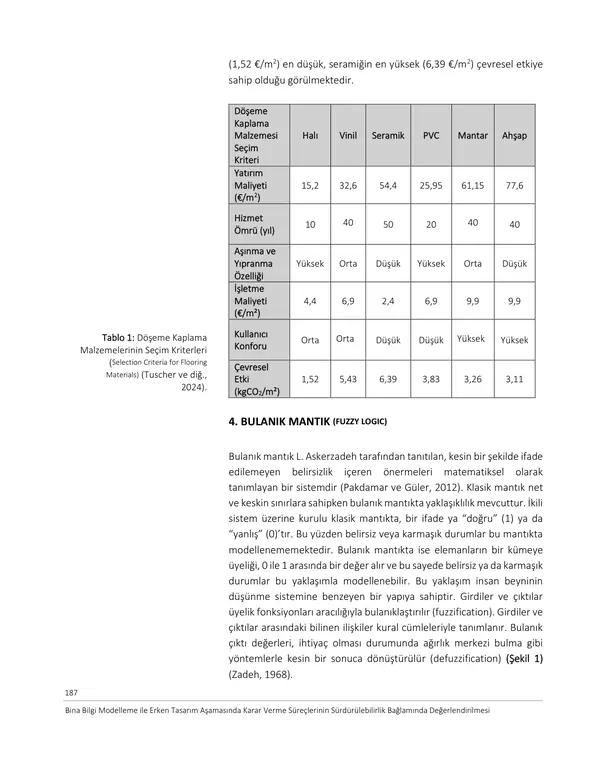 (1,52 €/m²) en düşük, seramiğin en yüksek (6,39 €/m²) çevresel etkiye
sahip olduğu görülmektedir.
Döşeme
Kaplama
Malzemesi
Seçim
Kriteri
Halı Vinil Seramik PVC Mantar Ahşap
Yatırım
Maliyeti
(€/m²)
15,2 32,6 54,4 25,95 61,15 77,6
Hizmet
Ömrü (yıl)
10 40 50 20 40 40
Aşınma ve
Yıpranma
Özelliği
Yüksek Orta Düşük Yüksek Orta Düşük
İşletme
Maliyeti
(€/m²)
4,4 6,9 2,4 6,9 9,9 9,9
Kullanıcı
Konforu
Orta Orta Düşük Düşük Yüksek Yüksek
Çevresel
Etki
(kgCO₂/m²)
1,52 5,43 6,39 3,83 3,26 3,11
Tablo 1: Döşeme Kaplama
Malzemelerinin Seçim Kriterleri
(Selection Criteria for Flooring
Materials) (Tuscher ve diğ.,
2024).
4. BULANIK MANTIK (FUZZY LOGIC)
Bulanık mantık L. Askerzadeh tarafından tanıtılan, kesin bir şekilde ifade
edilemeyen belirsizlik içeren önermeleri matematiksel olarak
tanımlayan bir sistemdir (Pakdamar ve Güler, 2012). Klasik mantık net
ve keskin sınırlara sahipken bulanık mantıkta yaklaşıklılık mevcuttur. İkili
sistem üzerine kurulu klasik mantıkta, bir ifade ya “doğru” (1) ya da
“yanlış” (0)’tır. Bu yüzden belirsiz veya karmaşık durumlar bu mantıkta
modellenememektedir. Bulanık mantıkta ise elemanların bir kümeye
üyeliği, 0 ile 1 arasında bir değer alır ve bu sayede belirsiz ya da karmaşık
durumlar bu yaklaşımla modellenebilir. Bu yaklaşım insan beyninin
düşünme sistemine benzeyen bir yapıya sahiptir. Girdiler ve çıktılar
üyelik fonksiyonları aracılığıyla bulanıklaştırılır (fuzzification). Girdiler ve
çıktılar arasındaki bilinen ilişkiler kural cümleleriyle tanımlanır. Bulanık
çıktı değerleri, ihtiyaç olması durumunda ağırlık merkezi bulma gibi
yöntemlerle kesin bir sonuca dönüştürülür (defuzzification) (Şekil 1)
(Zadeh, 1968).
187
Bina Bilgi Modelleme ile Erken Tasarım Aşamasında Karar Verme Süreçlerinin Sürdürülebilirlik Bağlamında Değerlendirilmesi